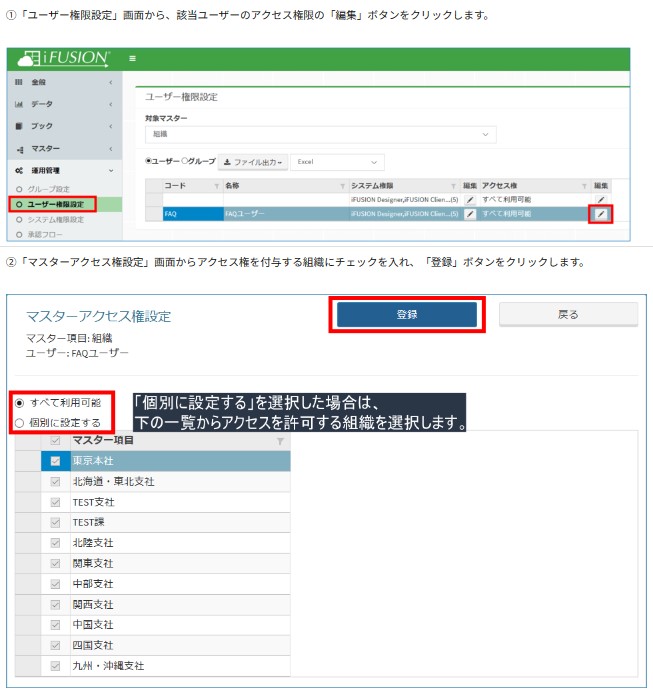 ①「ユーザー権限設定」画面から、該当ユーザーのアクセス権限の「編集」ボタンをクリックします。
iFUSION
全般
データ
ブック
マスター
運用管理
グループ設定
ユーザー権限設定
システム権限設定
承認フロー
ユーザー権限設定
対象マスター
組織
ユーザー グループ ファイル出力 Excel
コード 名称 システム権限 編集 アクセス権 編集
iFUSION Designer,iFUSION Clien...(5) すべて利用可能
FAQ FAQユーザー iFUSION Designer,iFUSION Clien...(5) すべて利用可能
②「マスターアクセス権設定」画面からアクセス権を付与する組織にチェックを入れ、「登録」ボタンをクリックします。
マスターアクセス権設定 登録 戻る
マスター項目: 組織
ユーザー: FAQユーザー
すべて利用可能
個別に設定する
「個別に設定する」を選択した場合は、
下の一覧からアクセスを許可する組織を選択します。
マスター項目
東京本社
北海道・東北支社
TEST支社
TEST課
北陸支社
関東支社
中部支社
関西支社
中国支社
四国支社
九州・沖縄支社